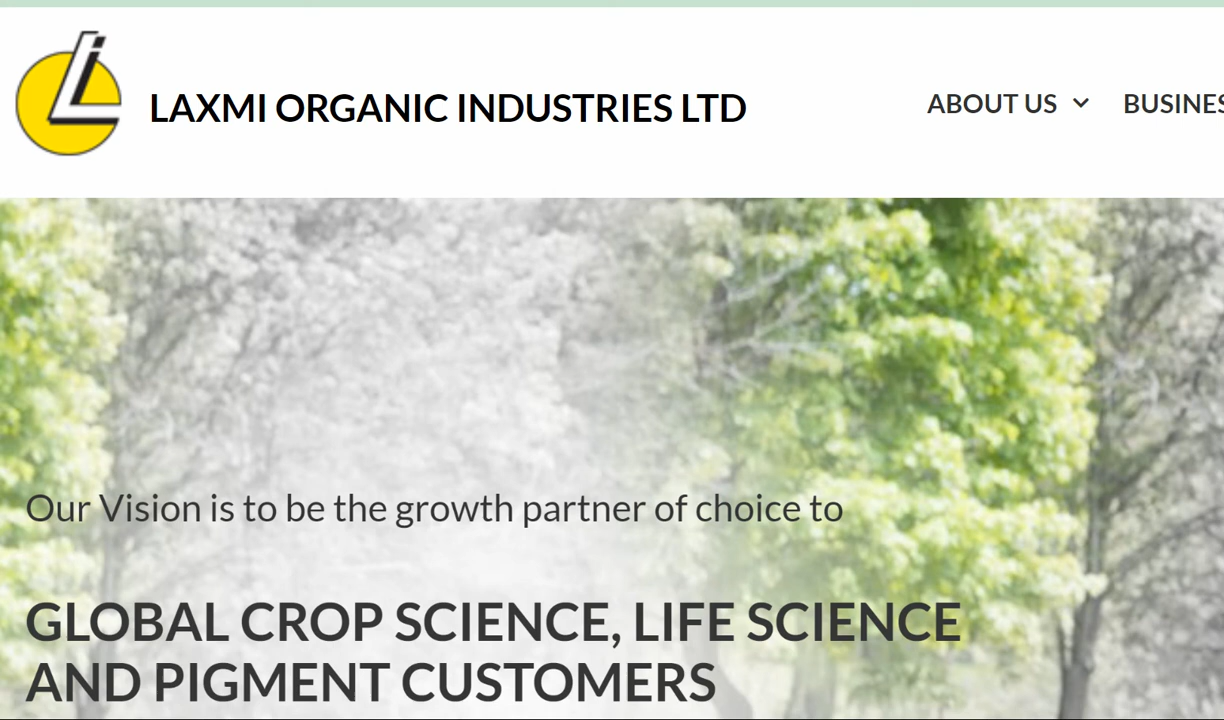 LAXMI ORGANIC INDUSTRIES LTD
ABOUT US
Our Vision is to be the growth partner of choice to
GLOBAL CROP SCIENCE, LIFE SCIENCE
AND PIGMENT CUSTOMERS